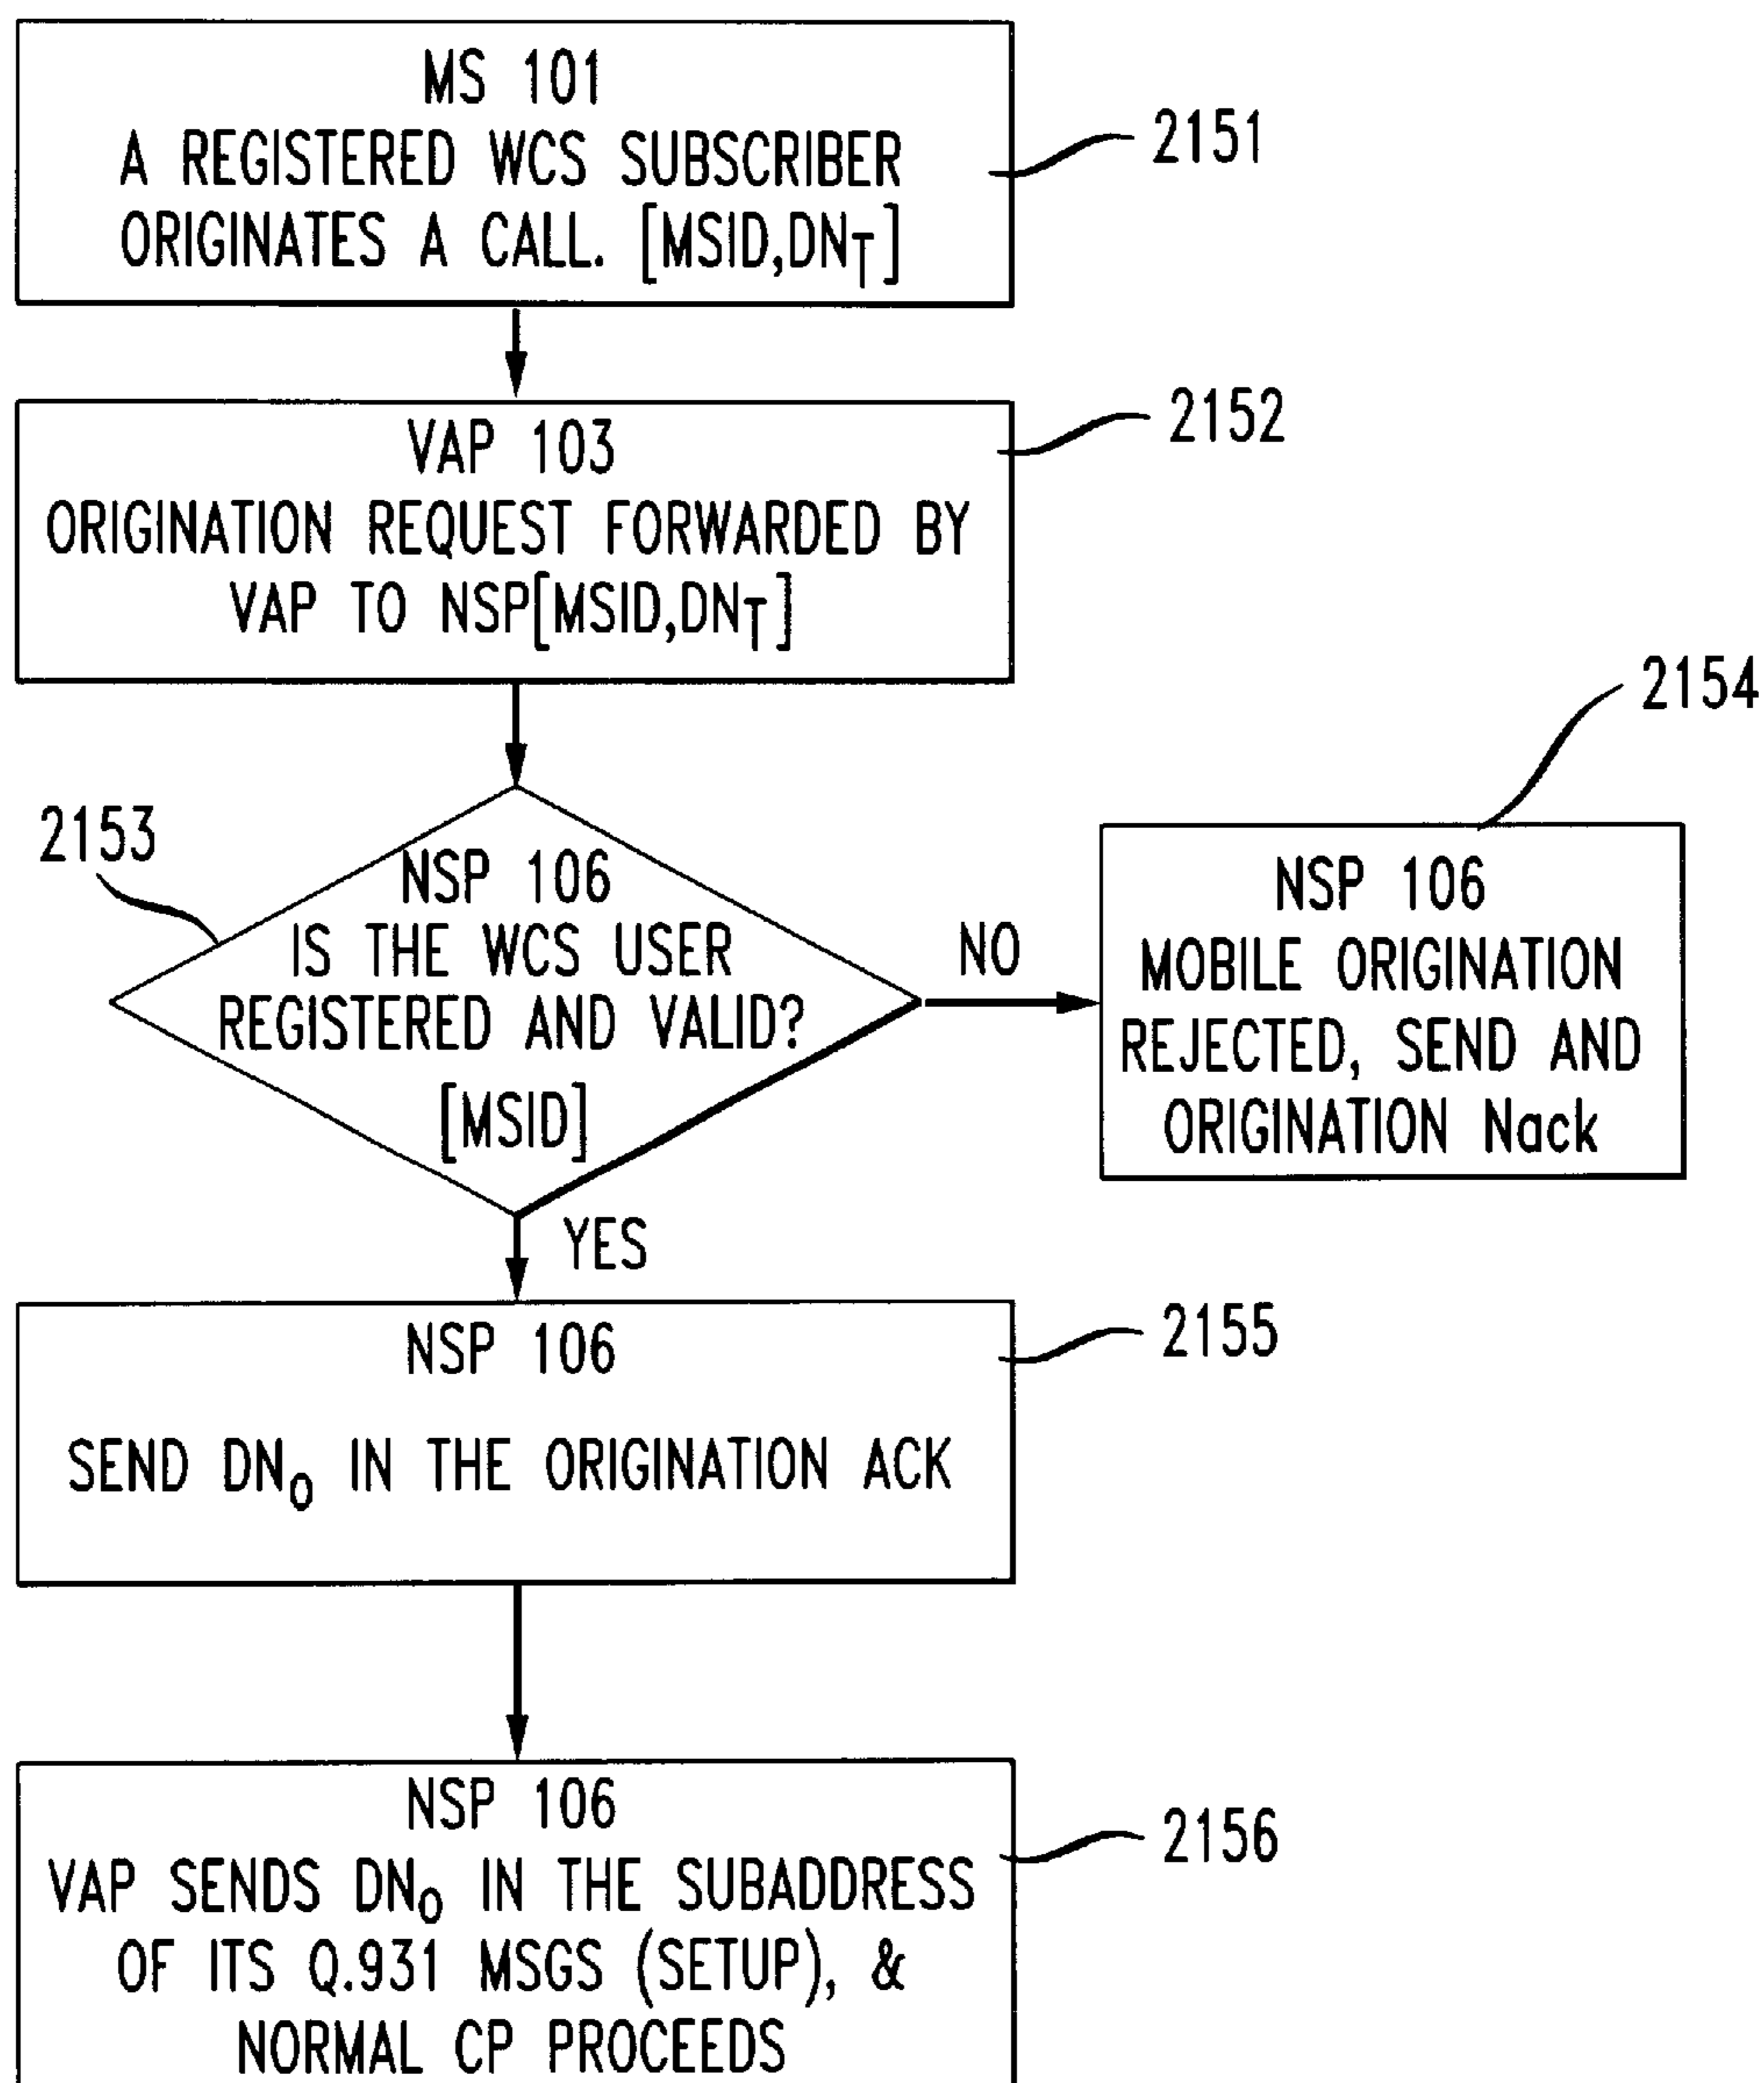 MS 101
A REGISTERED WCS SUBSCRIBER
ORIGINATES A CALL. [MSID,DNT]
2151
VAP 103
ORIGINATION REQUEST FORWARDED BY
VAP TO NSP[MSID,DNT]
2152
2153
NSP 106
IS THE WCS USER
REGISTERED AND VALID?
[MSID]
NO
YES
2154
NSP 106
MOBILE ORIGINATION
REJECTED, SEND AND
ORIGINATION Nack
NSP 106
SEND DNO IN THE ORIGINATION ACK
2155
NSP 106
VAP SENDS DNO IN THE SUBADDRESS
OF ITS Q.931 MSGS (SETUP), &
NORMAL CP PROCEEDS
2156